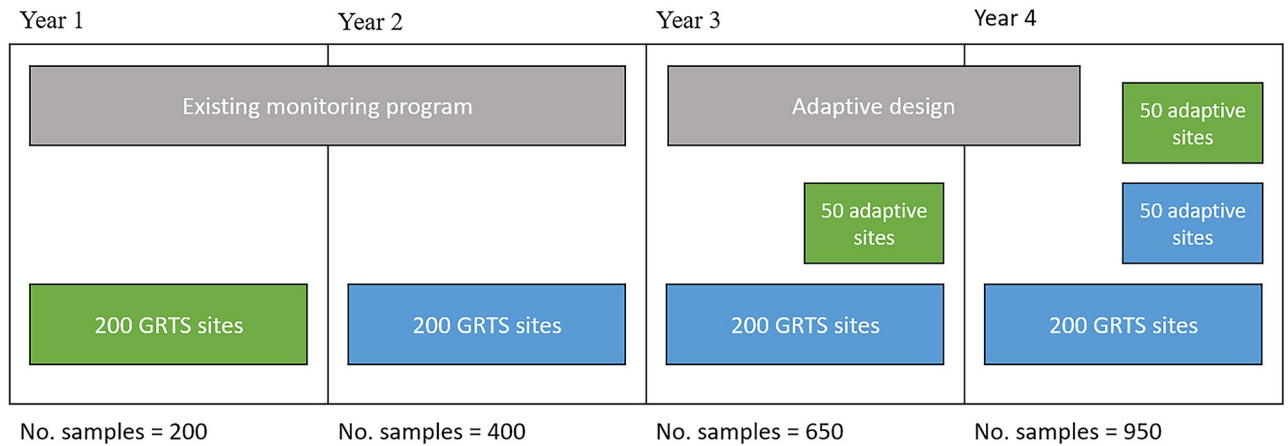 Year 1
Year 2
Year 3
Year 4
Existing monitoring program
Adaptive design
50 adaptive
sites
50 adaptive
sites
50 adaptive
sites
200 GRTS sites
200 GRTS sites
200 GRTS sites
200 GRTS sites
No. samples = 200
No. samples = 400
No. samples = 650
No. samples = 950